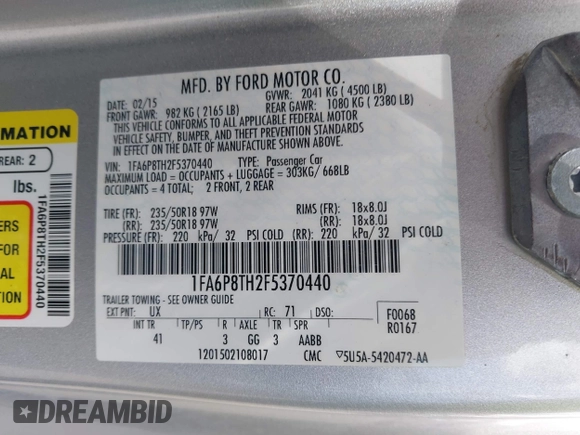 MFD. BY FORD MOTOR CO.
DATE: 02/15 GVWR: 2041 KG ( 4500 LB)
FRONT GAWR: 982 KG ( 2165 LB) REAR GAWR: 1080 KG ( 2380 LB)
THIS VEHICLE CONFORMS TO ALL APPLICABLE FEDERAL MOTOR
VEHICLE SAFETY, BUMPER, AND THEFT PREVENTION STANDARDS
IN EFFECT ON THE DATE OF MANUFACTURE SHOWN ABOVE.
VIN: 1FA6P8TH2F5370440 TYPE: Passenger Car
MAXIMUM LOAD = OCCUPANTS + LUGGAGE = 303KG/ 668LB
OCCUPANTS = 4 TOTAL; 2 FRONT, 2 REAR
TIRE (FR): 235/50R18 97W RIMS (FR): 18x8.0J
(RR): 235/50R18 97W (RR): 18x8.0J
PRESSURE (FR): 220 kPa/ 32 PSI COLD (RR): 220 kPa/ 32 PSI COLD
1FA6P8TH2F5370440
TRAILER TOWING - SEE OWNER GUIDE
EXT PNT: UX RC: 71 DSO:
F0068
R0167
INT TR TP/PS R AXLE TR SPR
41 3 GG 3 AABB
1201502108017 CMC ▽5U5A-5420472-AA
RMATION
REAR: 2
lbs.
ERS
FOR
AL
ON
1FA6P8TH2F5370440
DREAMBID